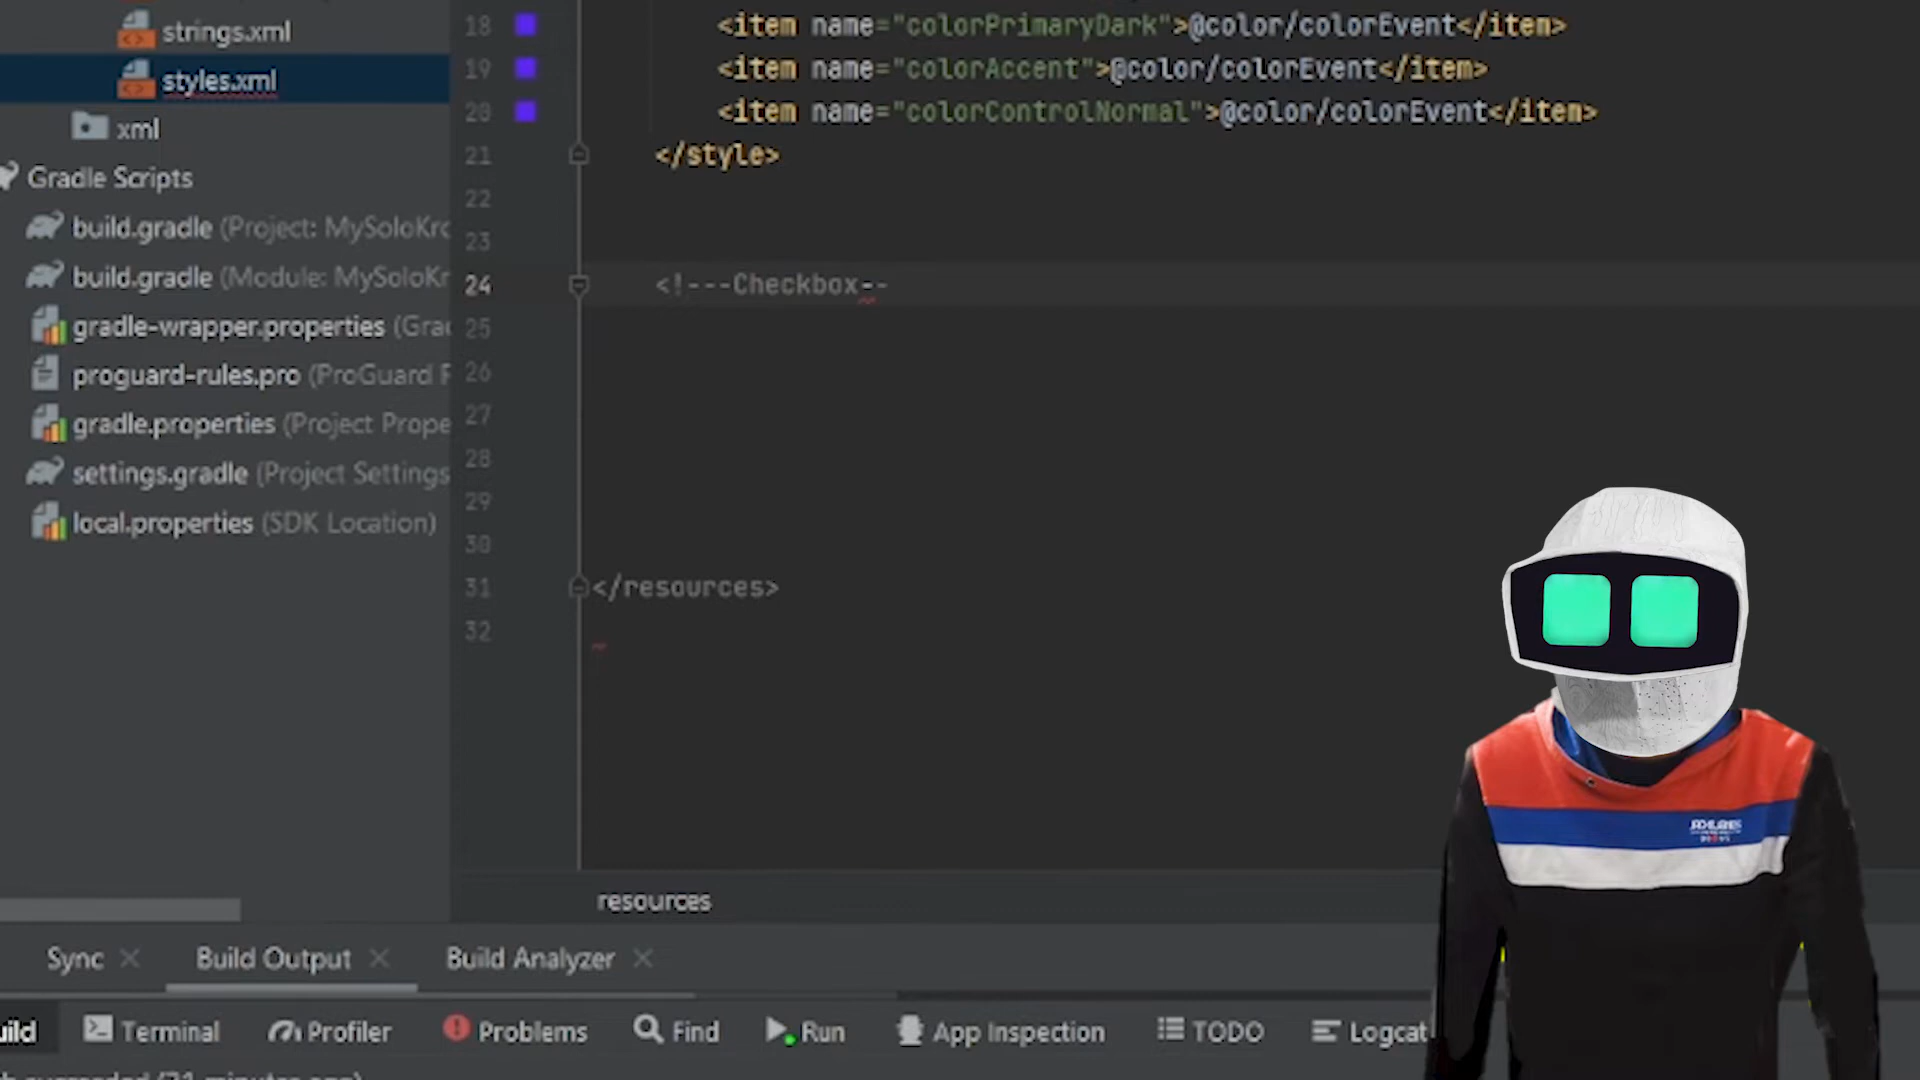 strings.xml
styles.xml
xml
Gradle Scripts
build.gradle (Project: MySoloKro
build.gradle (Module: MySoloKr
gradle-wrapper.properties (Grad
proguard-rules.pro (ProGuard R
gradle.properties (Project Prope
settings.gradle (Project Settings
local.properties (SDK Location)
18 <item name="colorPrimaryDark">@color/colorEvent</item>
19 <item name="colorAccent">@color/colorEvent</item>
20 <item name="colorControlNormal">@color/colorEvent</item>
21 </style>
22
23
24 <!---Checkbox--
25
26
27
28
29
30
31 </resources>
32
resources
Sync Build Output Build Analyzer
uild Terminal Profiler Problems Find Run App Inspection TODO Logcat